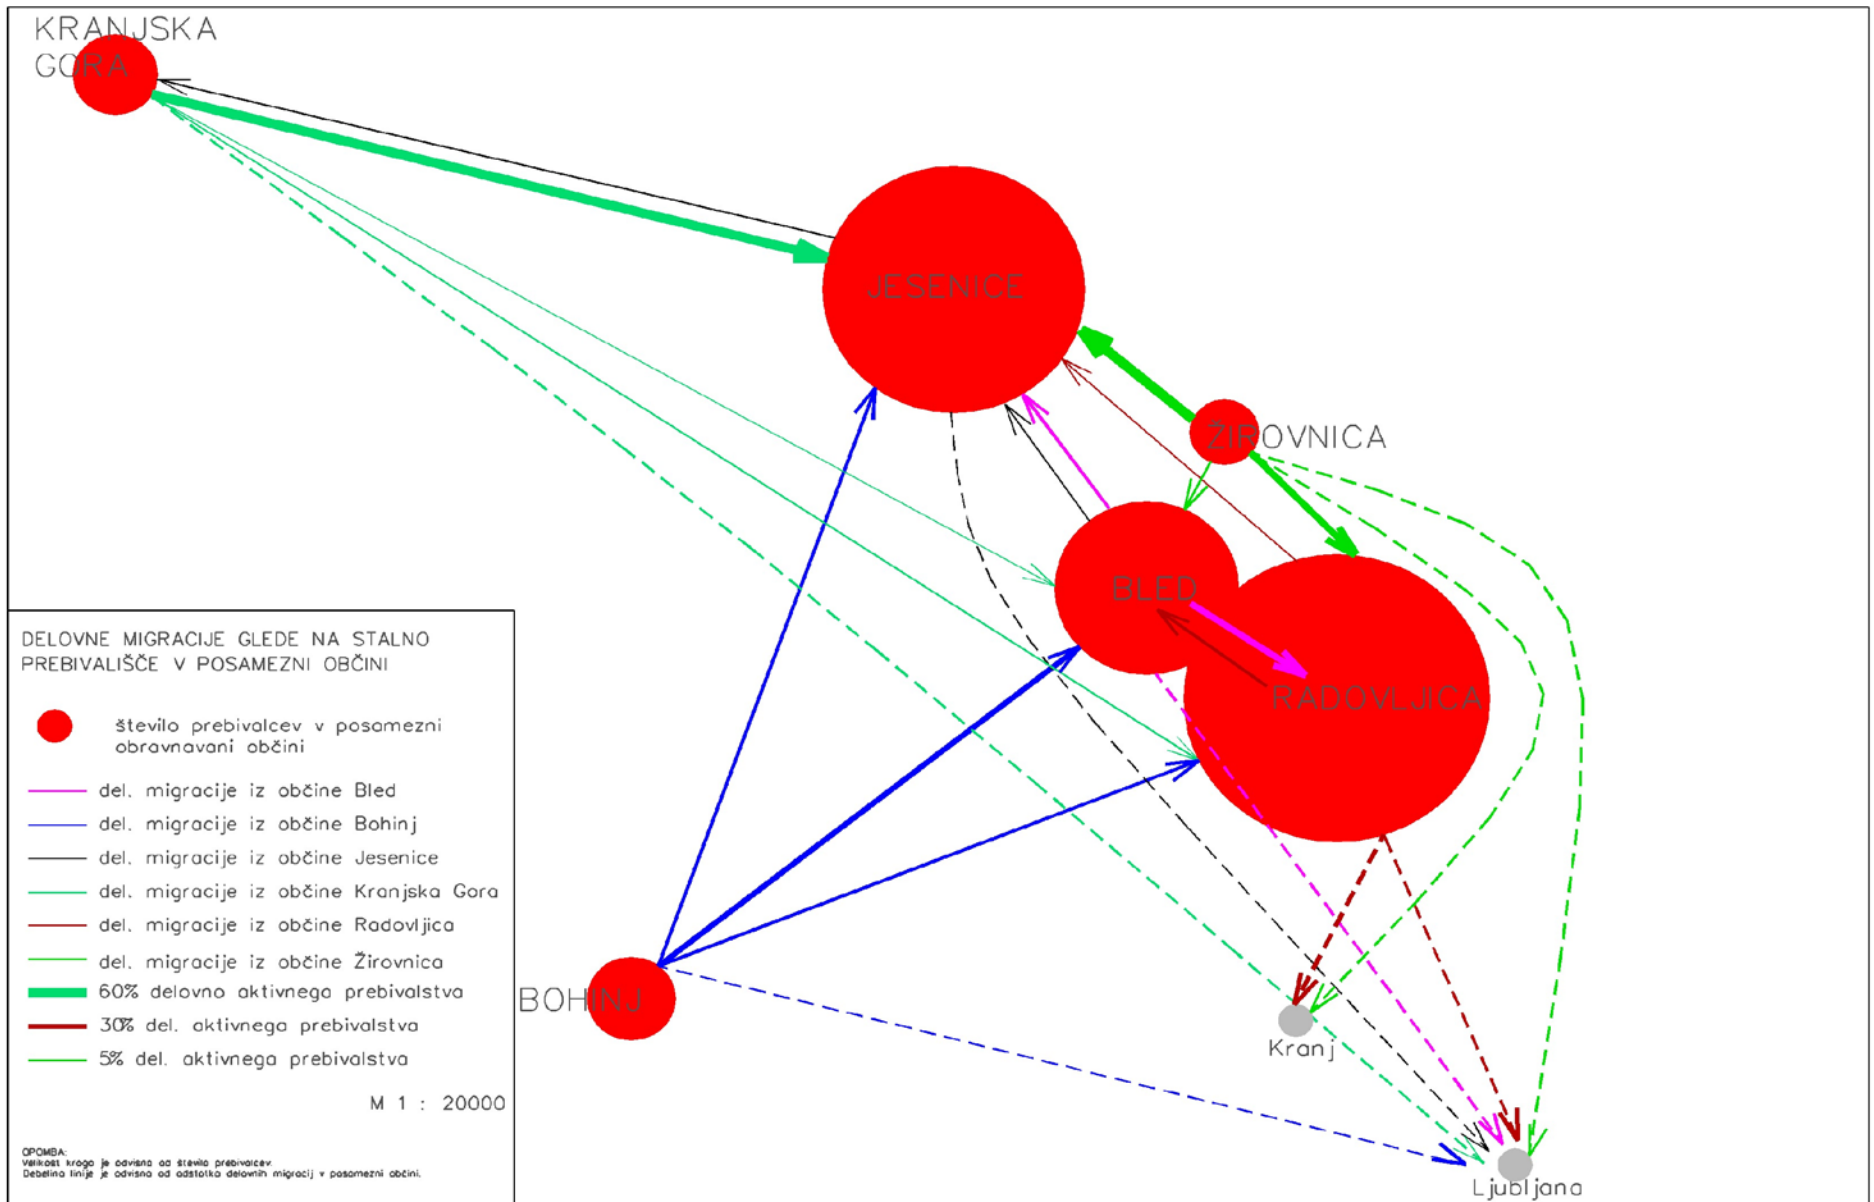 KRANJSKA
GORA
JESENICE
ŽIROVNICA
BLED
RADOVLJICA
BOHINJ
Kranj
Ljubljana
DELOVNE MIGRACIJE GLEDE NA STALNO
PREBIVALIŠČE V POSAMEZNI OBČINI
število prebivalcev v posamezni
obravnavani občini
del. migracije iz občine Bled
del. migracije iz občine Bohinj
del. migracije iz občine Jesenice
del. migracije iz občine Kranjska Gora
del. migracije iz občine Radovljica
del. migracije iz občine Žirovnica
60% delovno aktivnega prebivalstva
30% del. aktivnega prebivalstva
5% del. aktivnega prebivalstva
M 1 : 20000
OPOMBA:
Velikost kroga je odvisna od števila prebivalcev.
Debelina linije je odvisna od odstotka delovnih migracij v posamezni občini.